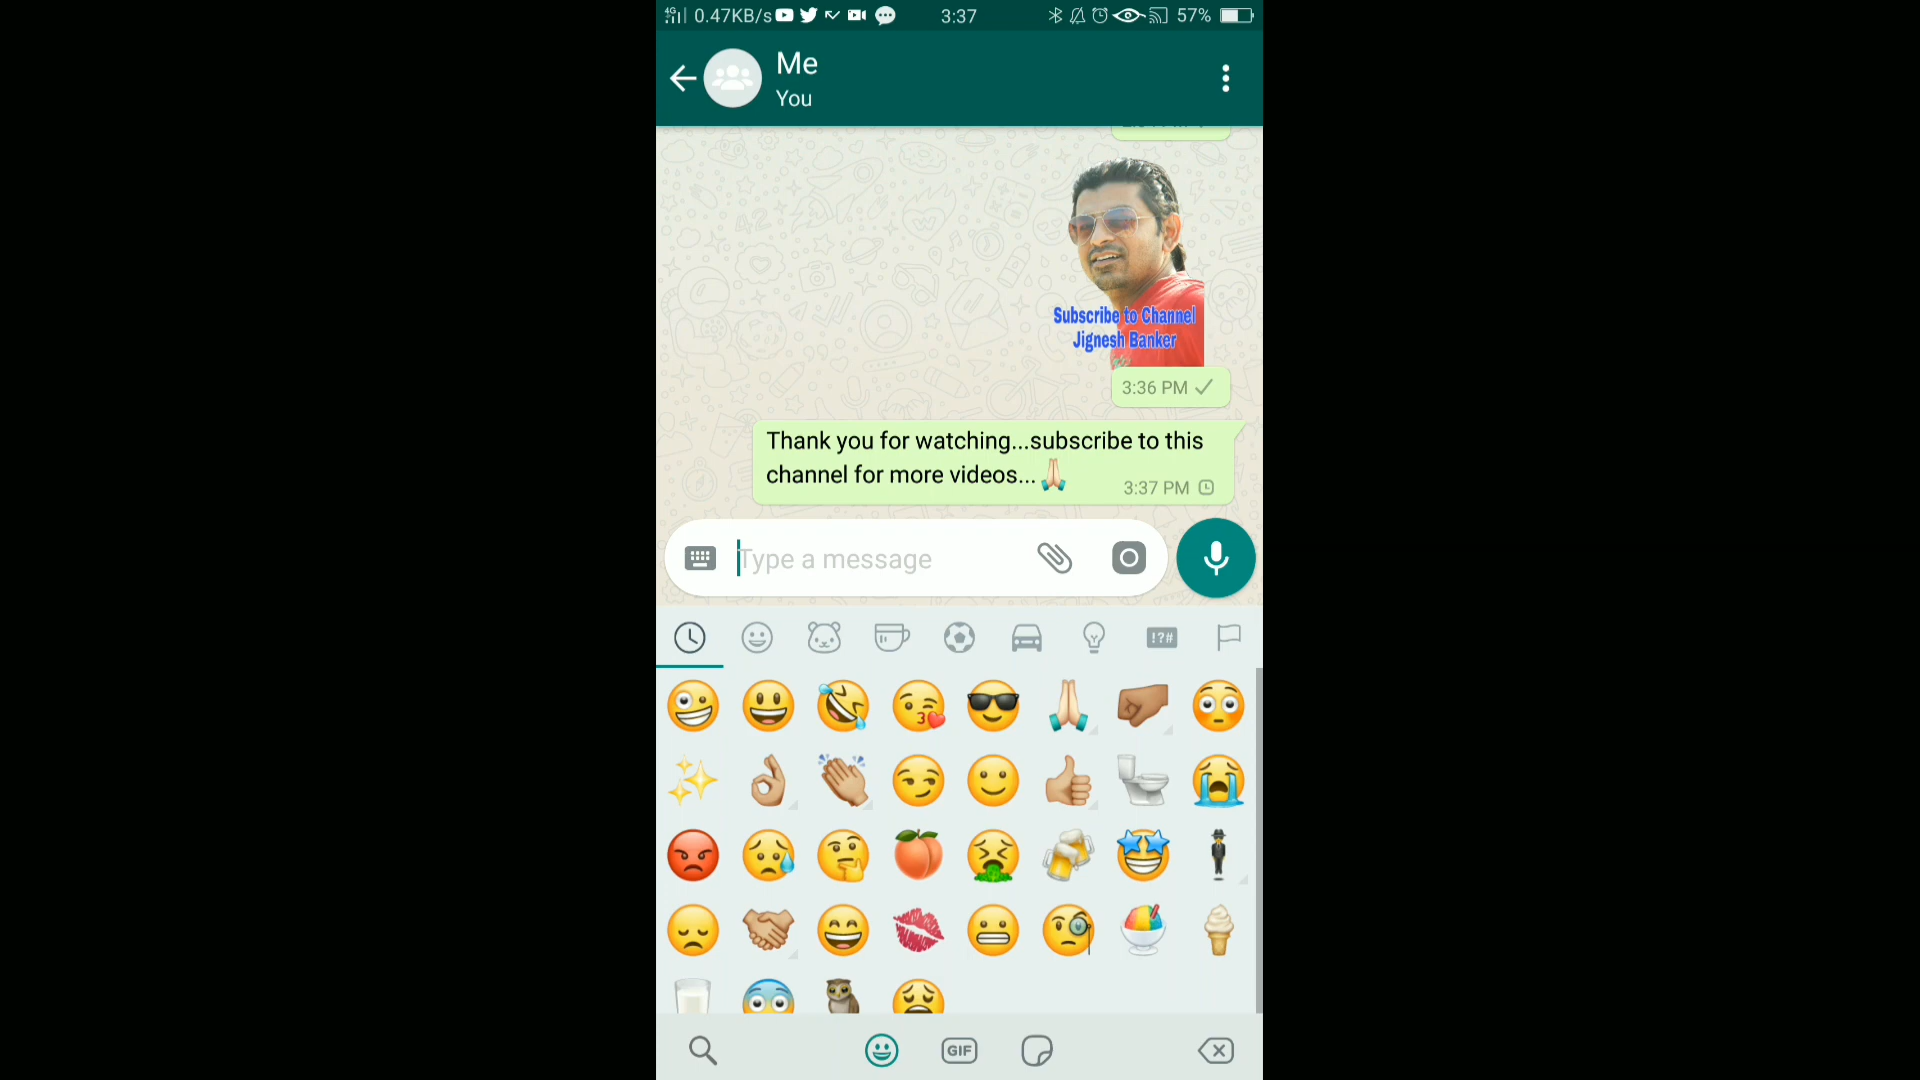 4G 0.47KB/s 3:37 57%
Me
You
Subscribe to Channel
Jignesh Banker
3:36 PM
Thank you for watching...subscribe to this
channel for more videos...🙏🏻
3:37 PM
Type a message
!?#
GIF